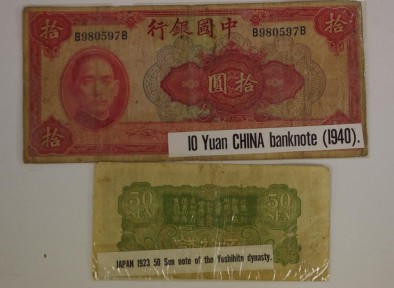 行銀國中
拾 拾
B980597B B980597B
圓拾
拾
10 Yuan CHINA banknote (1940).
50 50
SEN SEN
JAPAN 1923 50 Sen note of the Yoshihito dynasty.